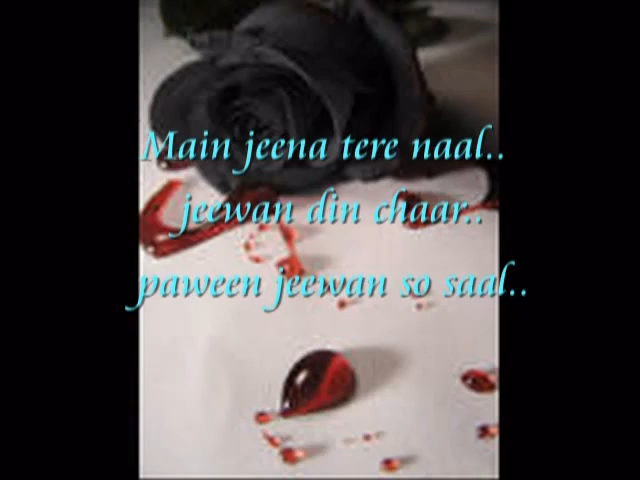 Main jeena tere naal..
jeewan din chaar..
paween jeewan so saal..